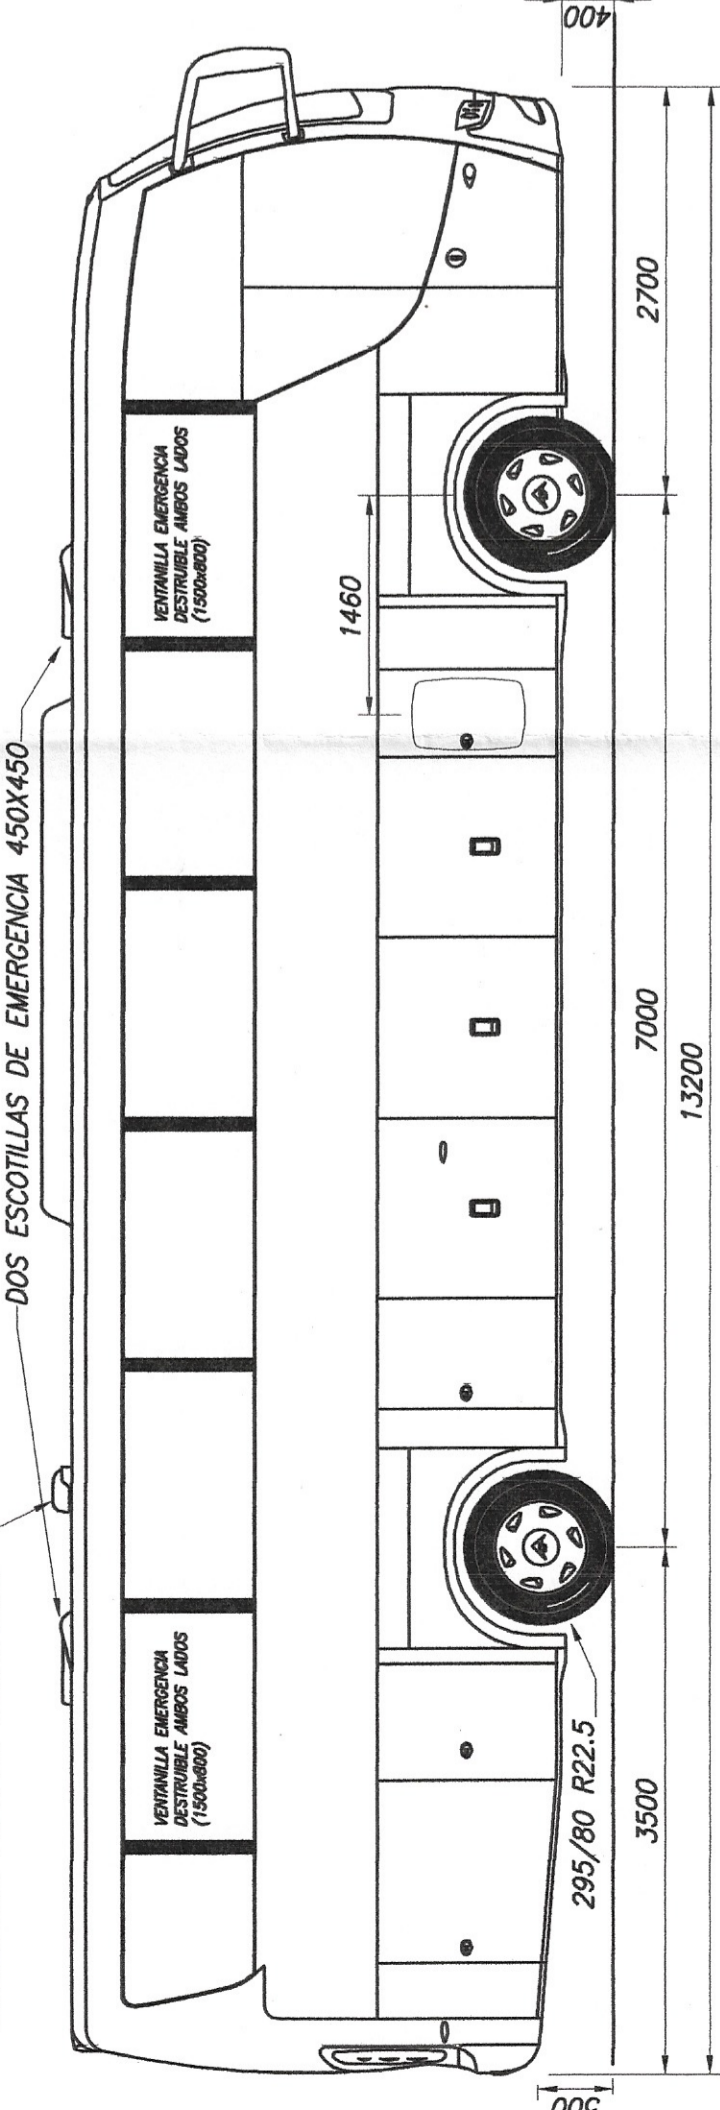 DOS ESCOTILLAS DE EMERGENCIA 450X450
VENTANILLA EMERGENCIA
DESTRUIBLE AMBOS LADOS
(1500x800)
VENTANILLA EMERGENCIA
DESTRUIBLE AMBOS LADOS
(1500x800)
1460
295/80 R22.5
400
3500
7000
2700
13200